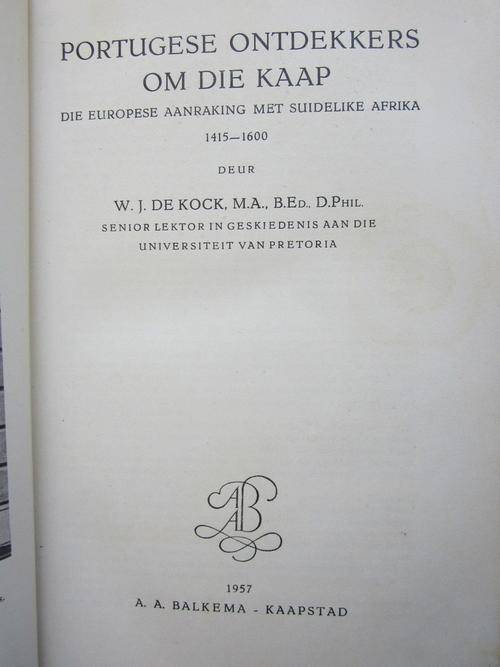 PORTUGESE ONTDEKKERS
OM DIE KAAP
DIE EUROPESE AANRAKING MET SUIDELIKE AFRIKA
1415—1600
DEUR
W. J. DE KOCK, M.A., B.ED., D.PHIL.
SENIOR LEKTOR IN GESKIEDENIS AAN DIE
UNIVERSITEIT VAN PRETORIA
AAB
1957
A. A. BALKEMA - KAAPSTAD